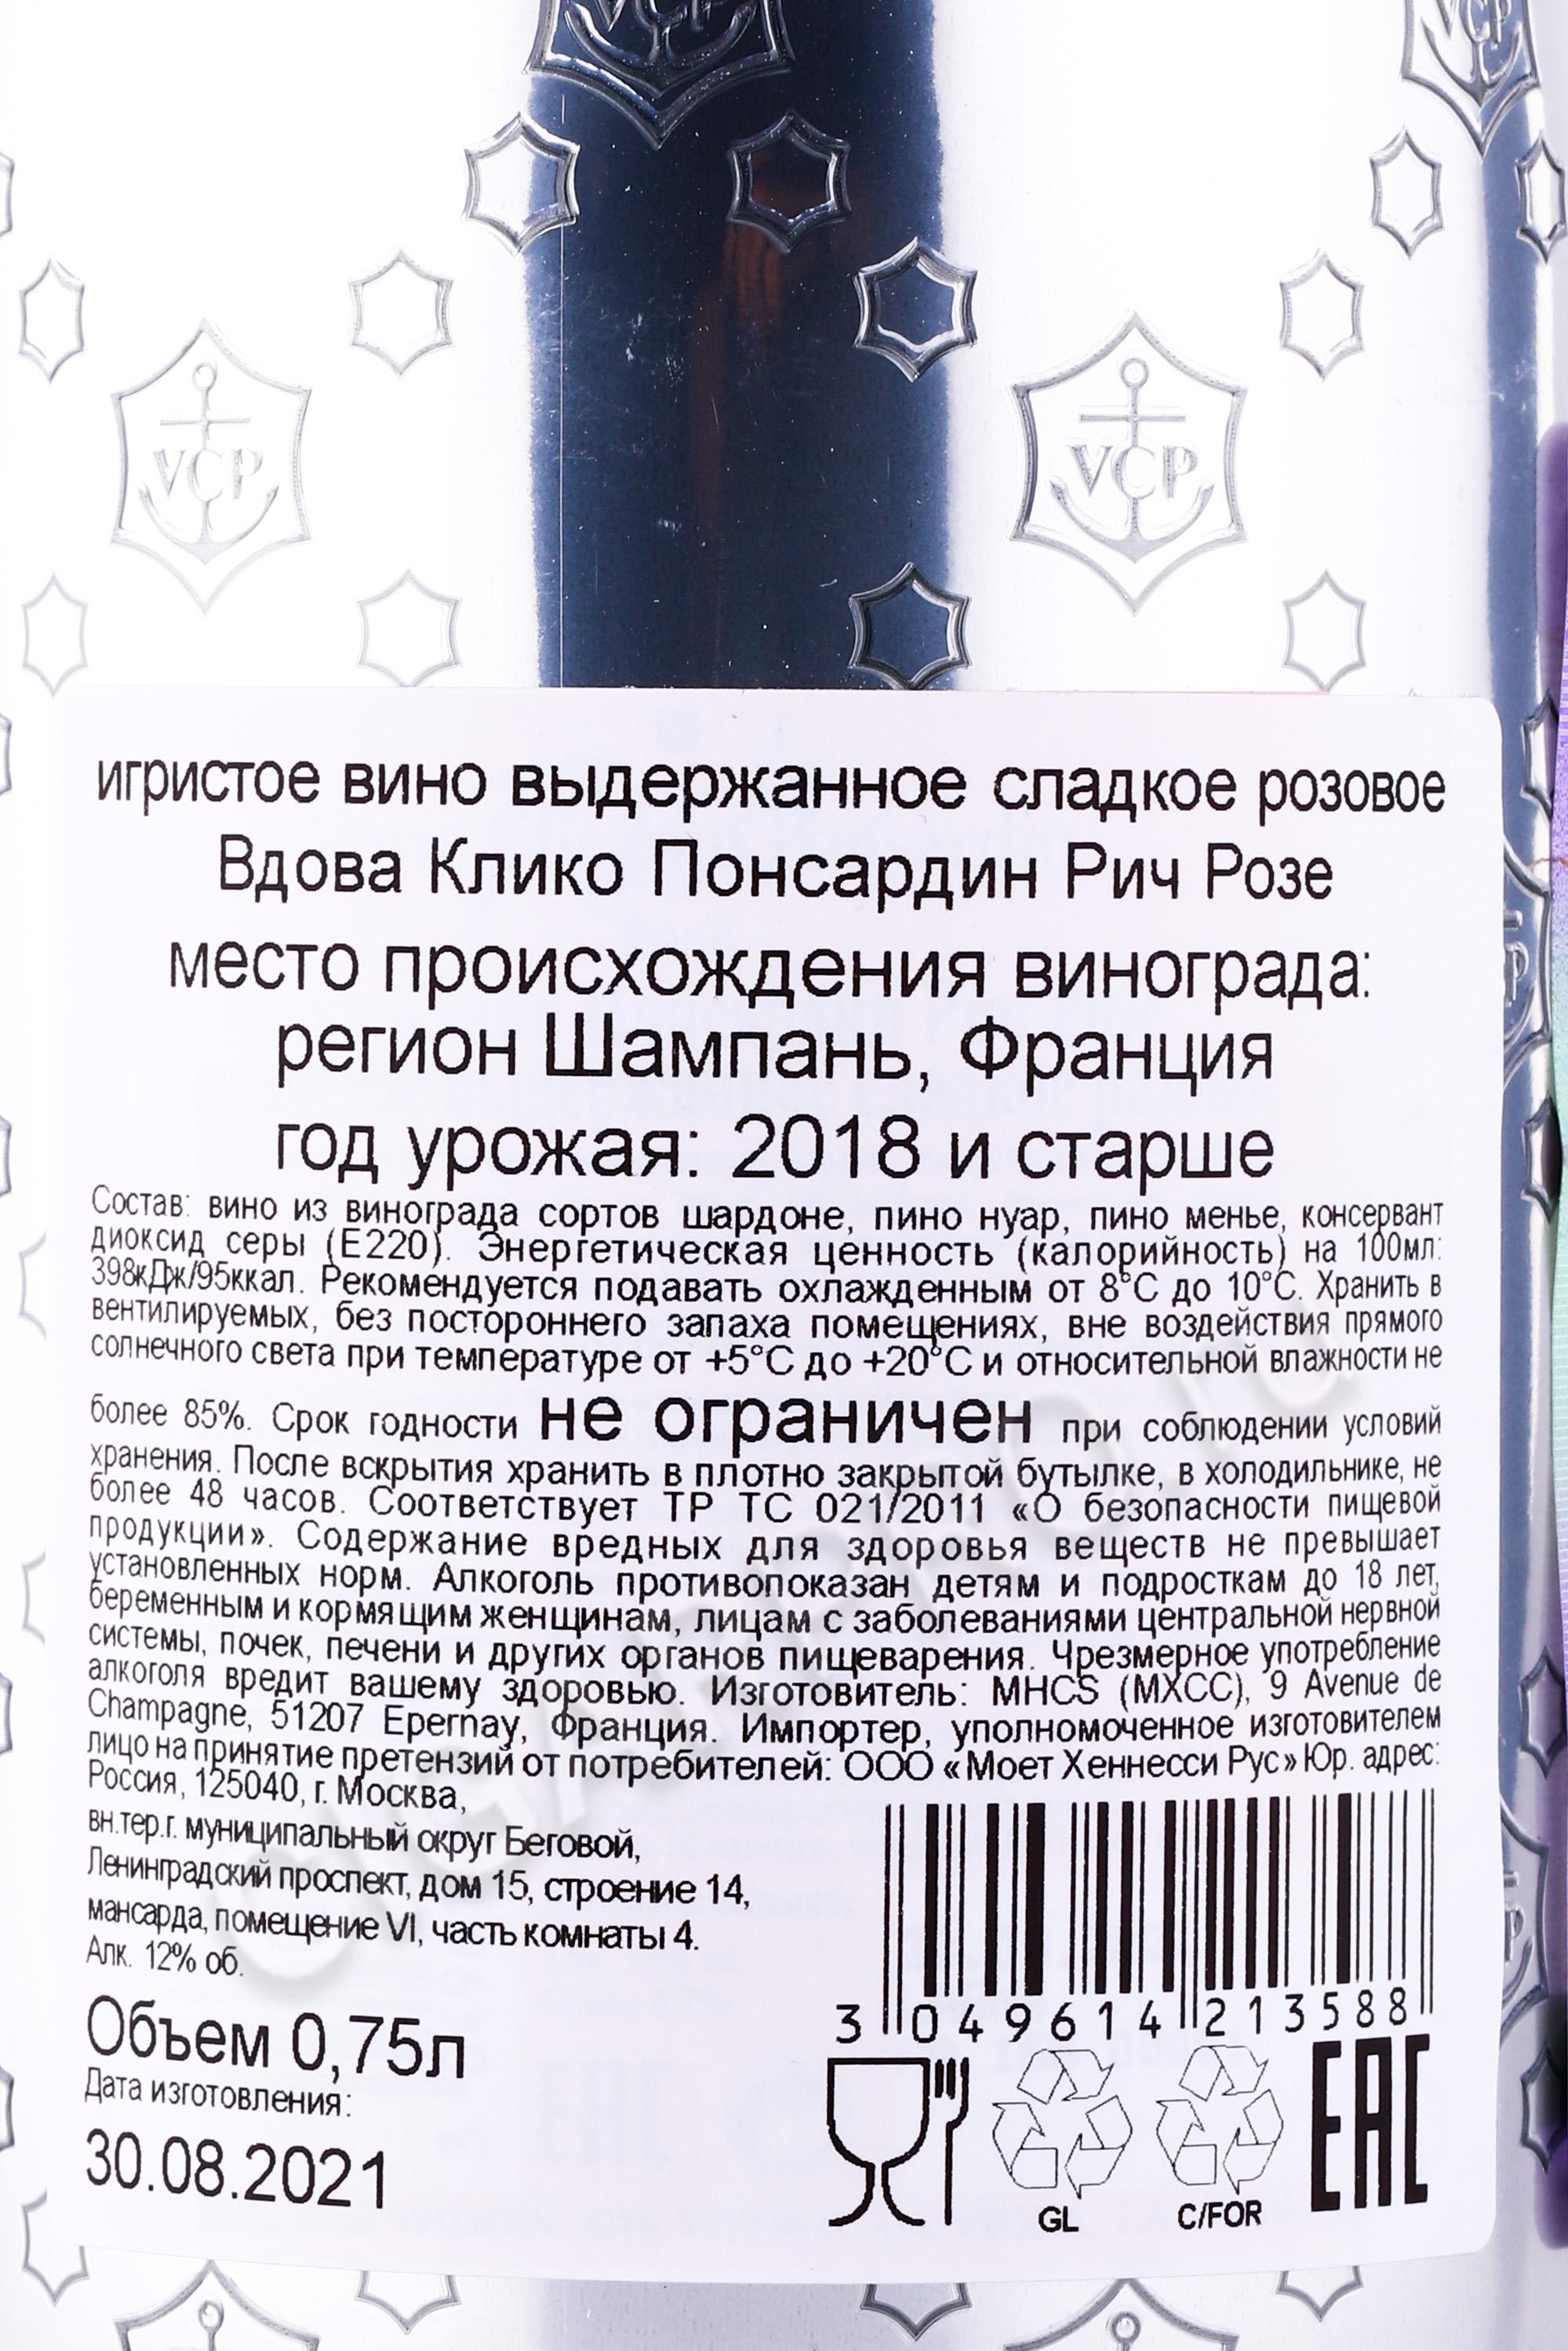 VCP
VCP
VCP
VCP
игристое вино выдержанное сладкое розовое
Вдова Клико Понсардин Рич Розе
место происхождения винограда:
регион Шампань, Франция
год урожая: 2018 и старше
Состав: вино из винограда сортов шардоне, пино нуар, пино менье, консервант
диоксид серы (Е220). Энергетическая ценность (калорийность) на 100мл:
398кДж/95ккал. Рекомендуется подавать охлажденным от 8°С до 10°С. Хранить в
вентилируемых, без постороннего запаха помещениях, вне воздействия прямого
солнечного света при температуре от +5°С до +20°С и относительной влажности не
более 85%. Срок годности не ограничен при соблюдении условий
хранения. После вскрытия хранить в плотно закрытой бутылке, в холодильнике, не
более 48 часов. Соответствует ТР ТС 021/2011 «О безопасности пищевой
продукции». Содержание вредных для здоровья веществ не превышает
установленных норм. Алкоголь противопоказан детям и подросткам до 18 лет,
беременным и кормящим женщинам, лицам с заболеваниями центральной нервной
системы, почек, печени и других органов пищеварения. Чрезмерное употребление
алкоголя вредит вашему здоровью. Изготовитель: MHCS (МХСС), 9 Avenue de
Champagne, 51207 Epernay, Франция. Импортер, уполномоченное изготовителем
лицо на принятие претензий от потребителей: ООО «Моет Хеннесси Рус» Юр. адрес:
Россия, 125040, г. Москва,
вн.тер.г. муниципальный округ Беговой,
Ленинградский проспект, дом 15, строение 14,
мансарда, помещение VI, часть комнаты 4.
Алк. 12% об.
Объем 0,75л
Дата изготовления:
30.08.2021
3 049614 213588
GL
C/FOR
EAC